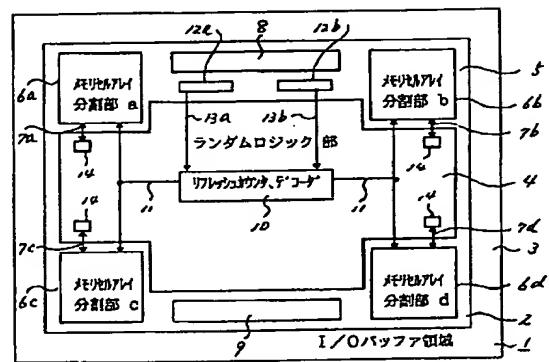 12a 8 12b
6a メモリセルアレイ 分割部 a
メモリセルアレイ 分割部 b
5
6b
7a 13a 13b 7b
ランダムロジック部
14 14
リフレッシュカウンタ、デコーダ
11 10 11
4
14 14
7c 7d
3
6c メモリセルアレイ 分割部 c
メモリセルアレイ 分割部 d
6d
2
9
I/Oバッファ領域
1